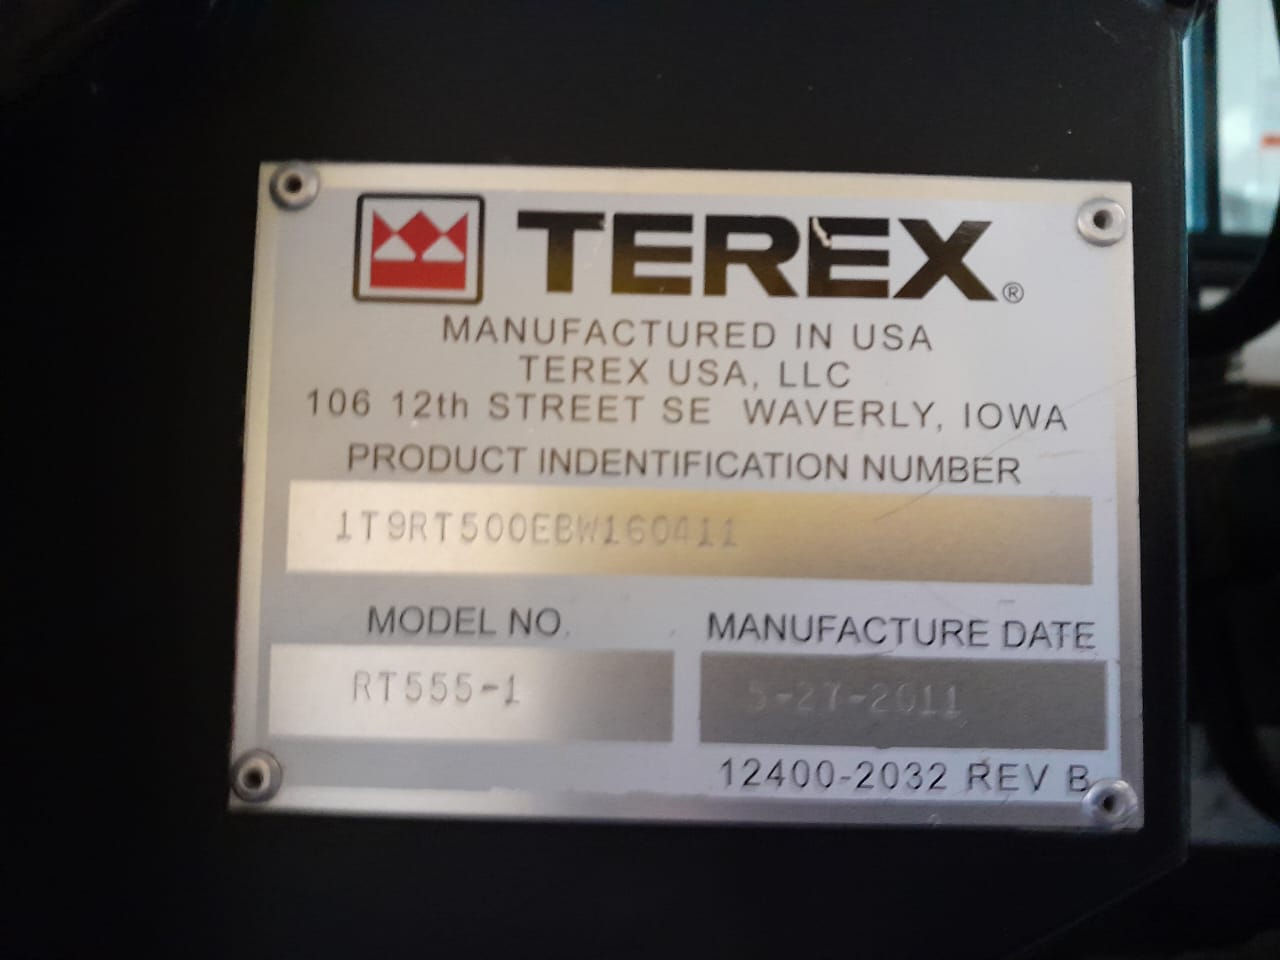 TEREX®
MANUFACTURED IN USA
TEREX USA, LLC
106 12th STREET SE WAVERLY, IOWA
PRODUCT INDENTIFICATION NUMBER
1T9RT500EBW160411
MODEL NO. MANUFACTURE DATE
RT555-1 5-27-2011
12400-2032 REV B